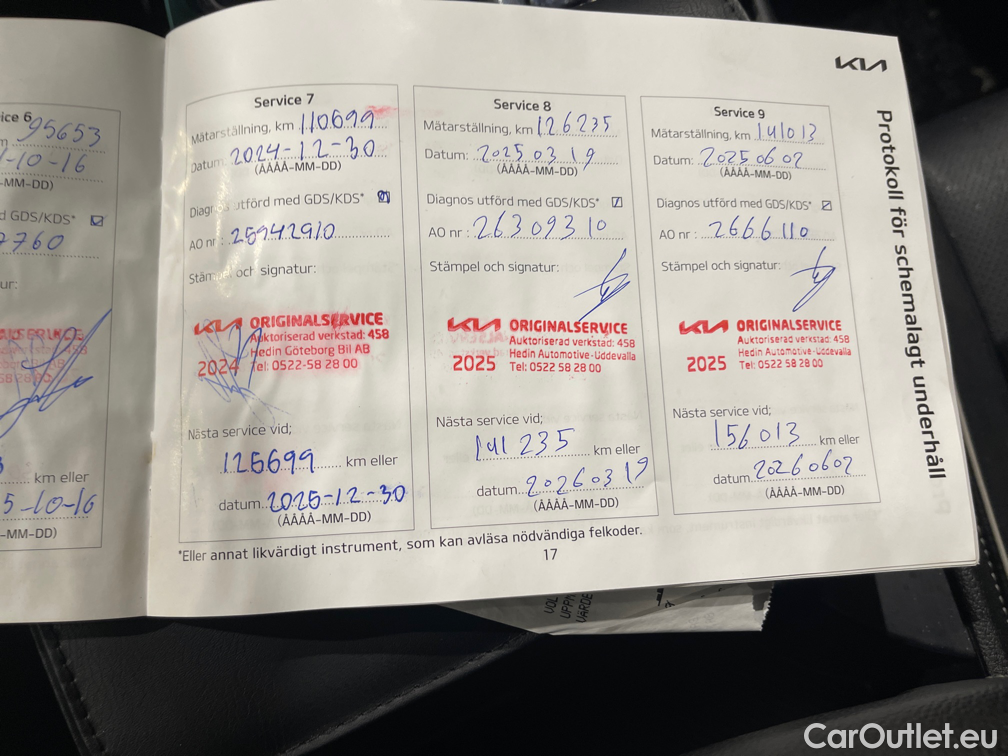 KIA
Protokoll för schemalagt underhåll
ice 6
95653
-10-16
-MM-DD)
d GDS/KDS*
7760
ur:
km eller
5-10-16
-MM-DD)
Service 7
Mätarställning, km 110699
Datum: 2024-12-30
(ÅÅÅÅ-MM-DD)
Diagnos utförd med GDS/KDS*
AO nr: 25942910
Stämpel och signatur:
KIA ORIGINALSERVICE
Auktoriserad verkstad: 458
Hedin Göteborg Bil AB
2024 Tel: 0522-58 28 00
Nästa service vid;
125699 km eller
datum 2025-12-30
(ÅÅÅÅ-MM-DD)
Service 8
Mätarställning, km 126235
Datum: 20250319
(ÅÅÅÅ-MM-DD)
Diagnos utförd med GDS/KDS*
AO nr: 26309310
Stämpel och signatur:
KIA ORIGINALSERVICE
Auktoriserad verkstad: 458
Hedin Automotive-Uddevalla
2025 Tel: 0522 58 28 00
Nästa service vid;
141235 km eller
datum 20260319
(ÅÅÅÅ-MM-DD)
Service 9
Mätarställning, km 141013
Datum: 20250602
(ÅÅÅÅ-MM-DD)
Diagnos utförd med GDS/KDS*
AO nr: 2666110
Stämpel och signatur:
KIA ORIGINALSERVICE
Auktoriserad verkstad: 458
Hedin Automotive-Uddevalla
2025 Tel: 0522 58 28 00
Nästa service vid;
156013 km eller
datum 20260602
(ÅÅÅÅ-MM-DD)
*Eller annat likvärdigt instrument, som kan avläsa nödvändiga felkoder.
17
CarOutlet.eu